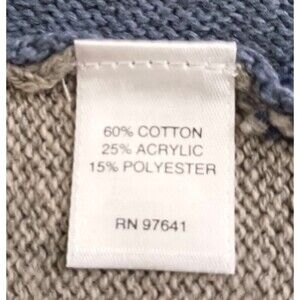 60% COTTON
25% ACRYLIC
15% POLYESTER
RN 97641